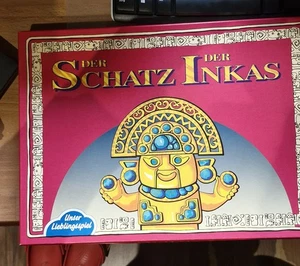 DER DER
SCHATZ INKAS
Unser
Lieblingsspiel